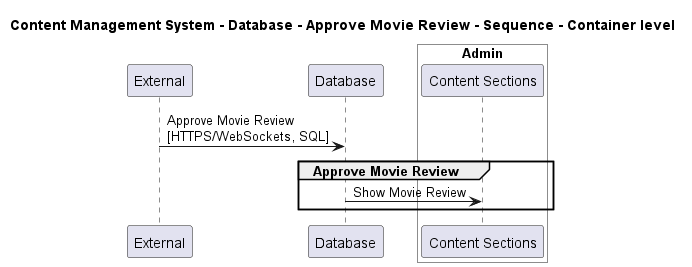 Content Management System - Database - Approve Movie Review - Sequence - Container level
Admin
External
Database
Content Sections
Approve Movie Review
[HTTPS/WebSockets, SQL]
Approve Movie Review
Show Movie Review
External
Database
Content Sections